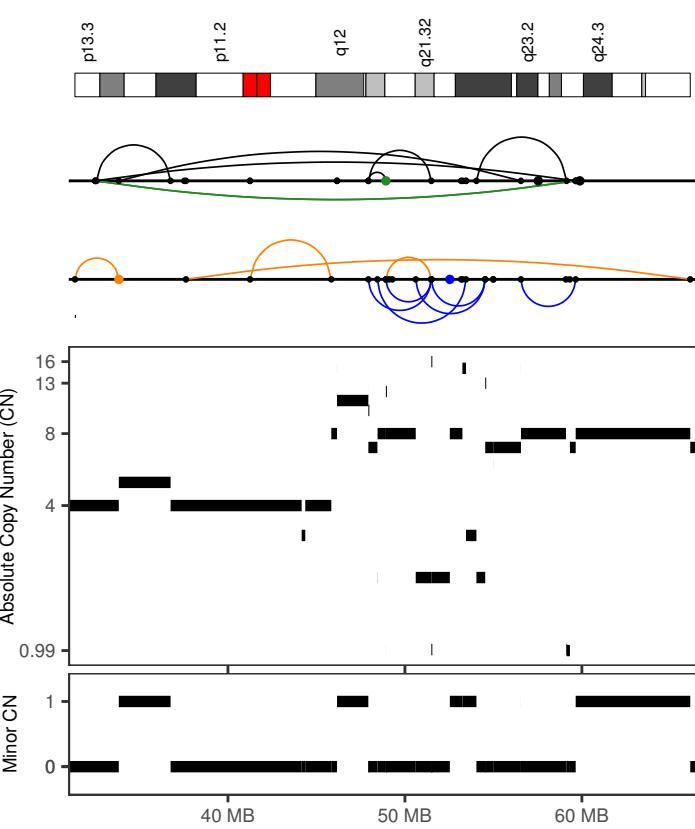 p13.3 p11.2 q12 q21.32 q23.2 q24.3
Absolute Copy Number (CN)
16
13
8
4
0.99
Minor CN
1
0
40 MB 50 MB 60 MB